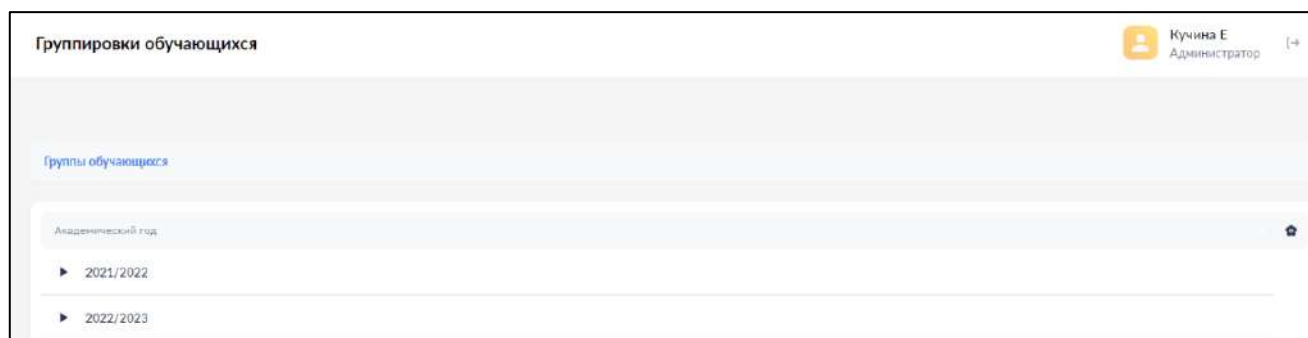 Группировки обучающихся
Кучина Е
Администратор
Группы обучающихся
Академический год
2021/2022
2022/2023